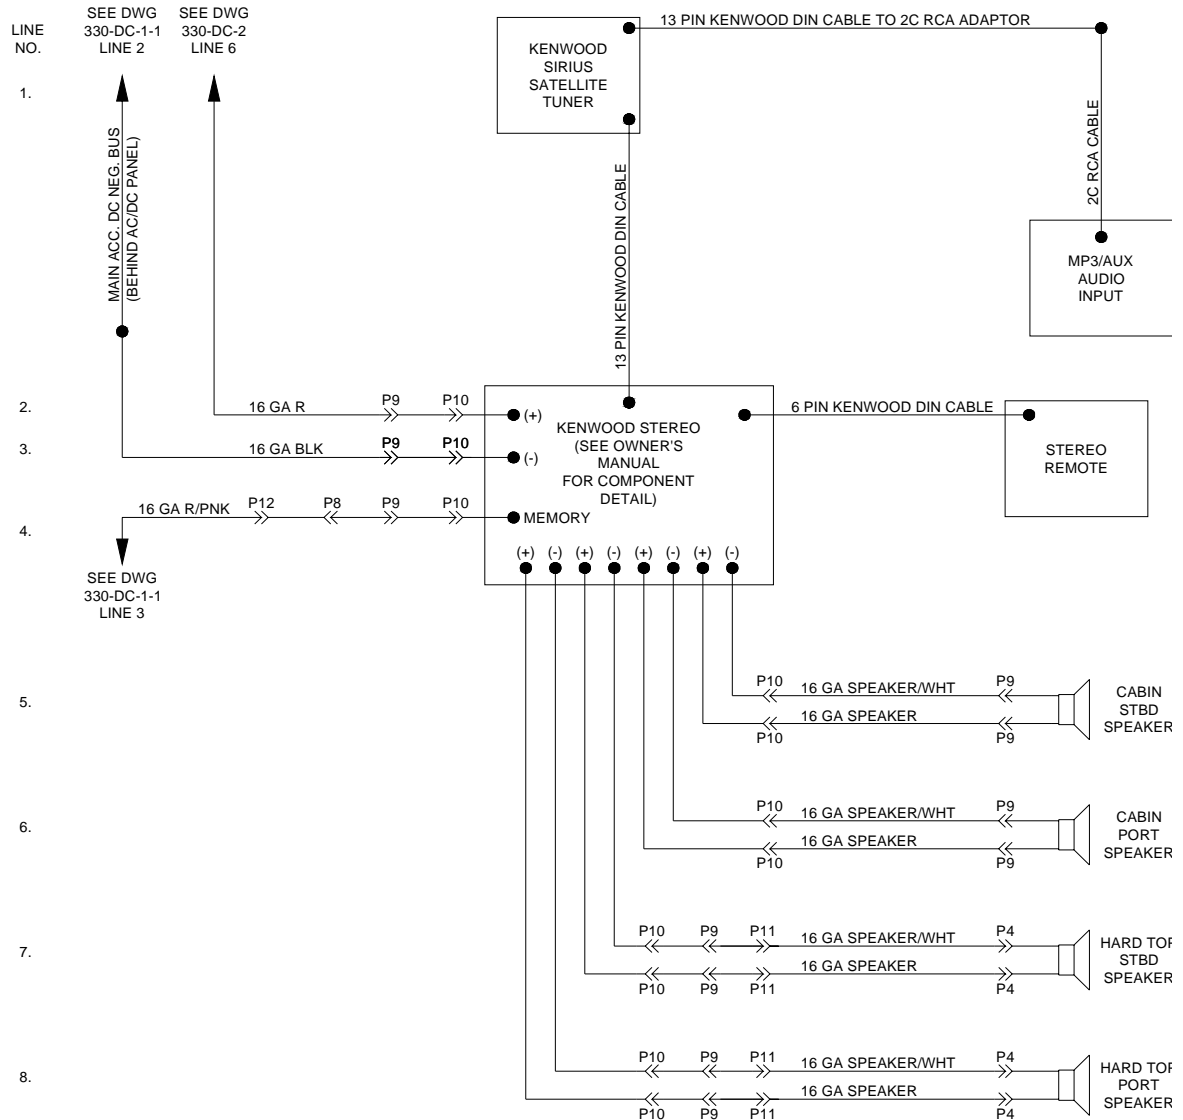 LINE
NO.
SEE DWG
330-DC-1-1
LINE 2
SEE DWG
330-DC-2
LINE 6
1.
MAIN ACC. DC NEG. BUS
(BEHIND AC/DC PANEL)
KENWOOD
SIRIUS
SATELLITE
TUNER
13 PIN KENWOOD DIN CABLE TO 2C RCA ADAPTOR
2C RCA CABLE
13 PIN KENWOOD DIN CABLE
MP3/AUX
AUDIO
INPUT
2.
16 GA R
P9
P10
(+)
KENWOOD STEREO
(SEE OWNER'S
MANUAL
FOR COMPONENT
DETAIL)
6 PIN KENWOOD DIN CABLE
STEREO
REMOTE
3.
16 GA BLK
P9
P10
(-)
4.
16 GA R/PNK
P12
P8
P9
P10
MEMORY
SEE DWG
330-DC-1-1
LINE 3
(+) (-) (+) (-) (+) (-) (+) (-)
5.
P10
16 GA SPEAKER/WHT
P9
16 GA SPEAKER
P10
P9
CABIN
STBD
SPEAKER
6.
P10
16 GA SPEAKER/WHT
P9
16 GA SPEAKER
P10
P9
CABIN
PORT
SPEAKER
7.
P10
P9
P11
16 GA SPEAKER/WHT
P4
16 GA SPEAKER
P10
P9
P11
P4
HARD TOP
STBD
SPEAKER
8.
P10
P9
P11
16 GA SPEAKER/WHT
P4
16 GA SPEAKER
P10
P9
P11
P4
HARD TOP
PORT
SPEAKER